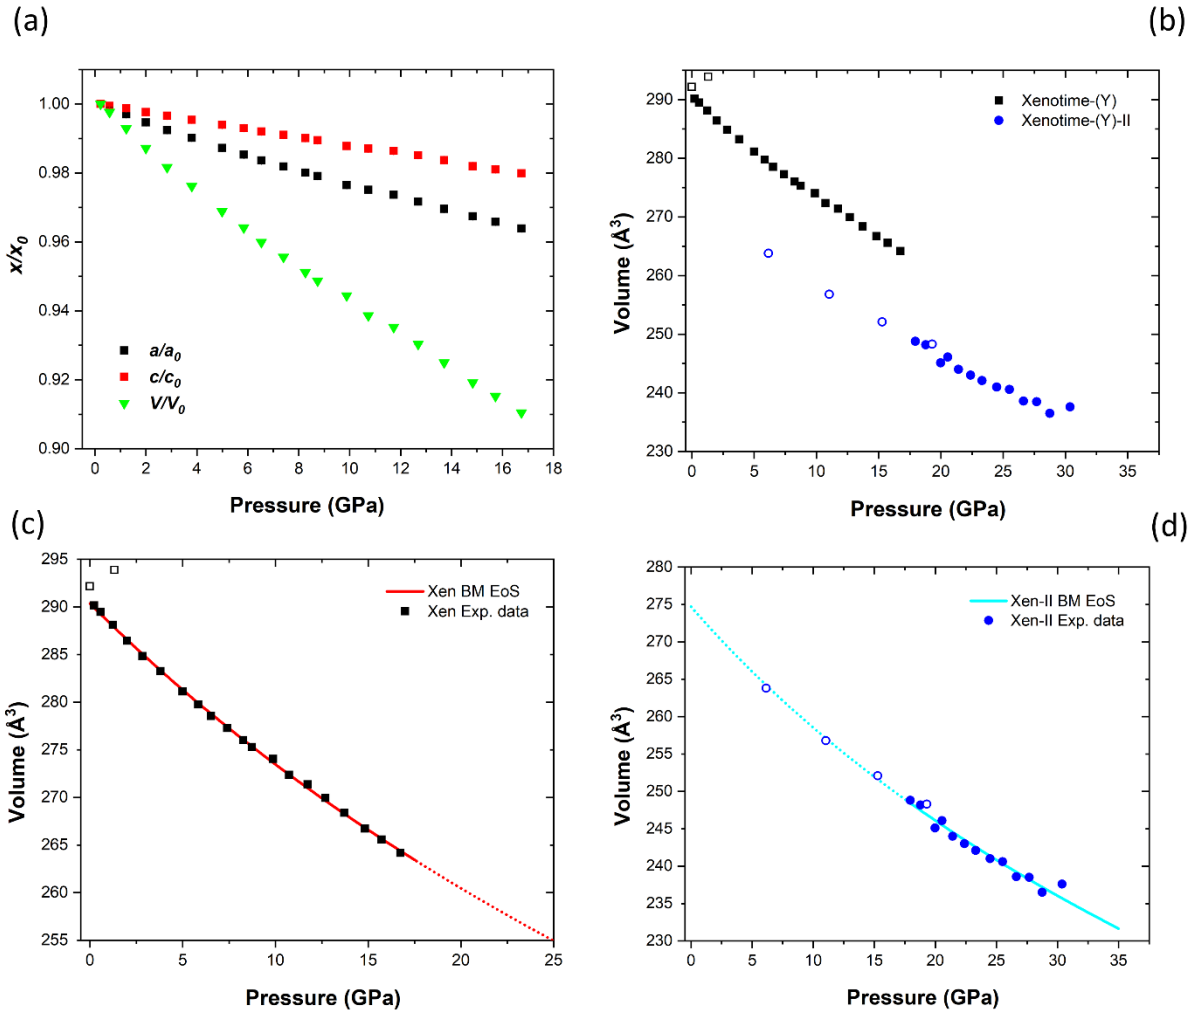 (a)
1.00
0.98
0.96
0.94
0.92
0.90
x/x0
a/a0
c/c0
V/V0
0 2 4 6 8 10 12 14 16 18
Pressure (GPa)
(b)
290
280
270
260
250
240
230
Volume (Å3)
Xenotime-(Y)
Xenotime-(Y)-II
0 5 10 15 20 25 30 35
Pressure (GPa)
(c)
295
290
285
280
275
270
265
260
255
Volume (Å3)
Xen BM EoS
Xen Exp. data
0 5 10 15 20 25
Pressure (GPa)
(d)
280
275
270
265
260
255
250
245
240
235
230
Volume (Å3)
Xen-II BM EoS
Xen-II Exp. data
0 5 10 15 20 25 30 35
Pressure (GPa)